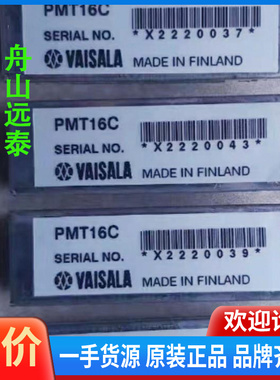 舟山远泰
PMT16C
SERIAL NO. *X2220037*
VAISALA MADE IN FINLAND
PMT16C
SERIAL NO. *X2220043*
VAISALA MADE IN FINLAND
PMT16C
SERIAL NO. *X2220039*
VAISALA MADE IN FINLAND
价
欢迎
一手货源 原装正品 品牌